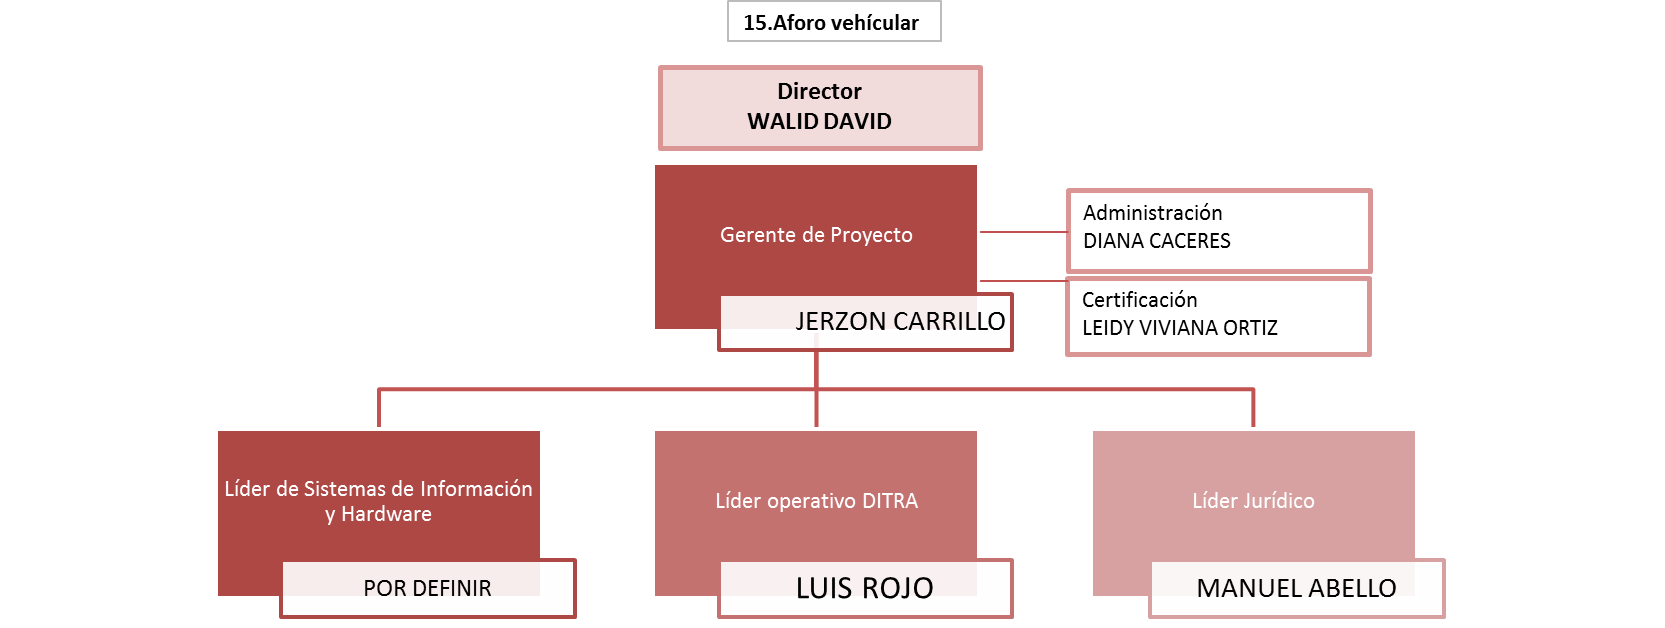 15.Aforo vehícular
Director
WALID DAVID
Gerente de Proyecto
JERZON CARRILLO
Administración
DIANA CACERES
Certificación
LEIDY VIVIANA ORTIZ
Líder de Sistemas de Información
y Hardware
POR DEFINIR
Líder operativo DITRA
LUIS ROJO
Líder Jurídico
MANUEL ABELLO